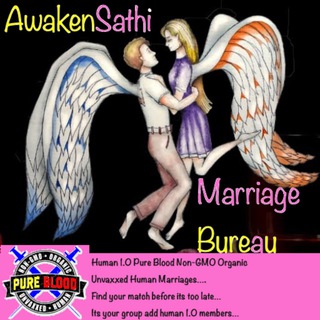 AwakenSathi
Marriage
Bureau
Human 1.0 Pure Blood Non-GMO Organic
Unvaxxed Human Marriages....
Find your match before its too late...
Its your group add human 1.0 members...
NON GMO ORGANIC
PURE BLOOD
UNVAXXED HUMAN